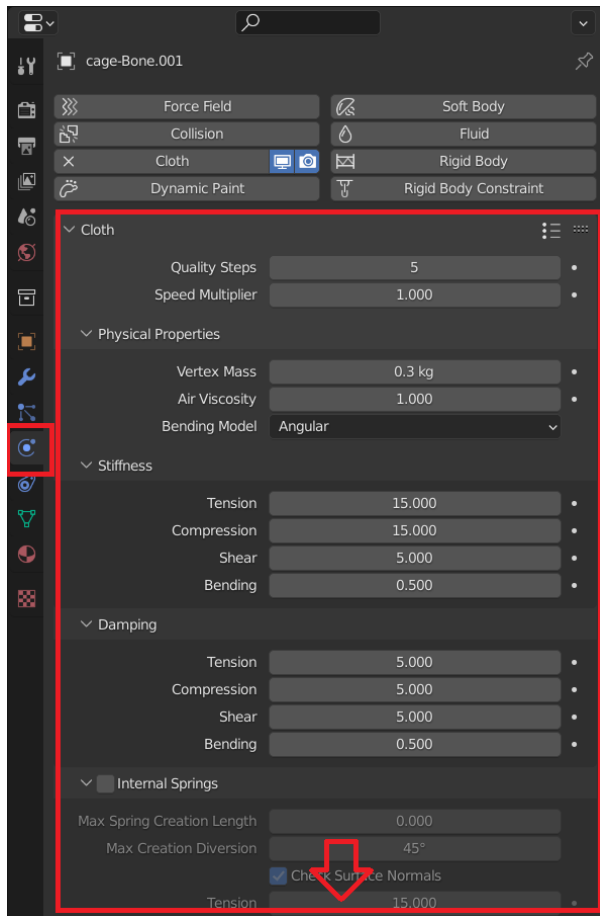 cage-Bone.001
Force Field Soft Body
Collision Fluid
Cloth Rigid Body
Dynamic Paint Rigid Body Constraint
Cloth
Quality Steps 5
Speed Multiplier 1.000
Physical Properties
Vertex Mass 0.3 kg
Air Viscosity 1.000
Bending Model Angular
Stiffness
Tension 15.000
Compression 15.000
Shear 5.000
Bending 0.500
Damping
Tension 5.000
Compression 5.000
Shear 5.000
Bending 0.500
Internal Springs
Max Spring Creation Length 0.000
Max Creation Diversion 45°
Check Surface Normals
Tension 15.000